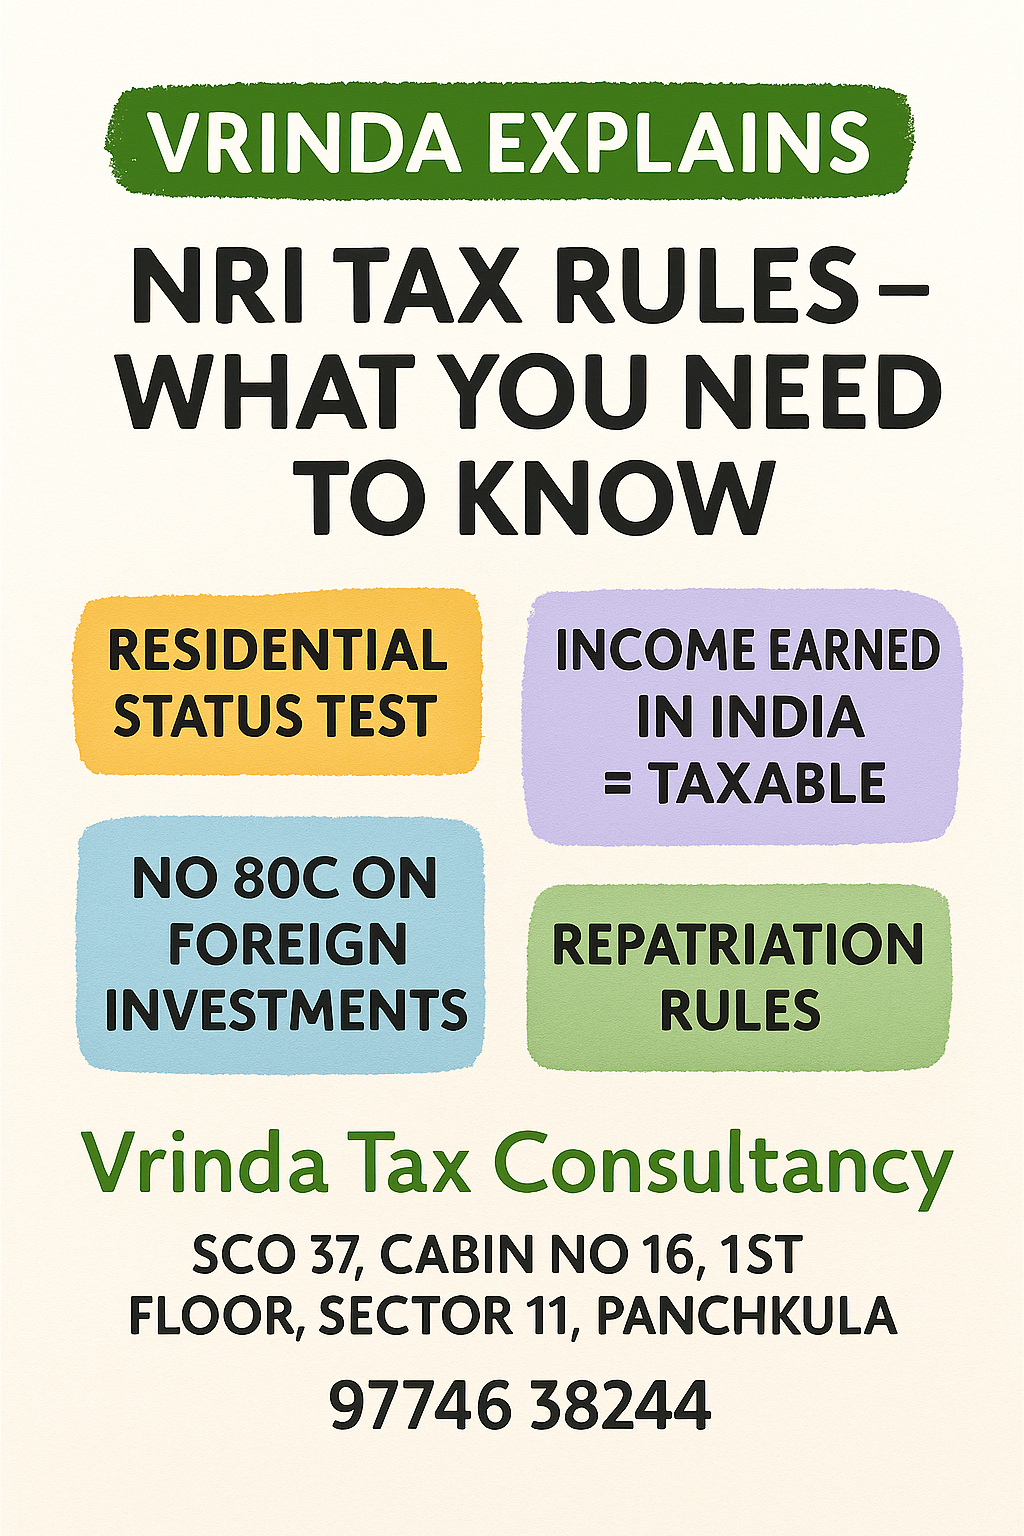 VRINDA EXPLAINS
NRI TAX RULES –
WHAT YOU NEED
TO KNOW
RESIDENTIAL
STATUS TEST
INCOME EARNED
IN INDIA
= TAXABLE
NO 80C ON
FOREIGN
INVESTMENTS
REPATRIATION
RULES
Vrinda Tax Consultancy
SCO 37, CABIN NO 16, 1ST
FLOOR, SECTOR 11, PANCHKULA
97746 38244